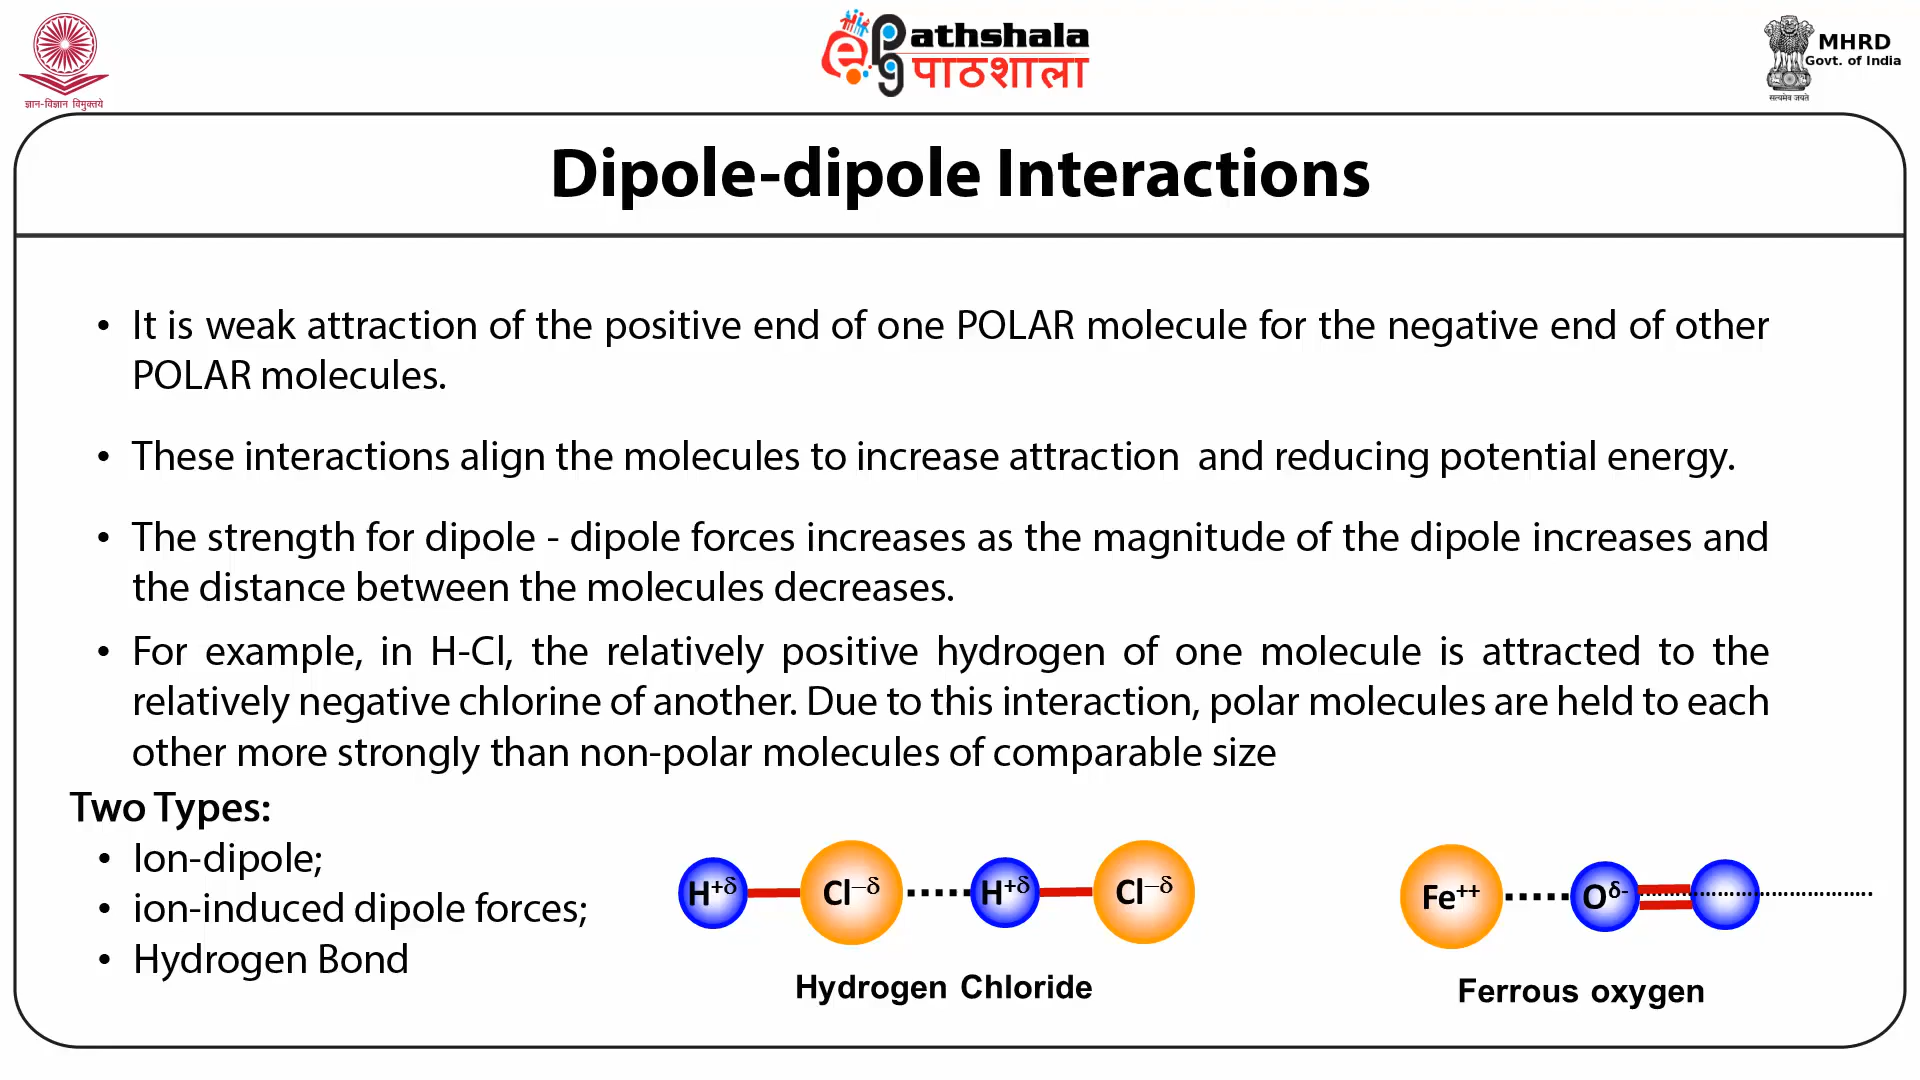 ज्ञान-विज्ञान विमुक्तये
ePathshala
पाठशाला
MHRD
Govt. of India
सत्यमेव जयते
Dipole-dipole Interactions
• It is weak attraction of the positive end of one POLAR molecule for the negative end of other
POLAR molecules.
• These interactions align the molecules to increase attraction and reducing potential energy.
• The strength for dipole - dipole forces increases as the magnitude of the dipole increases and
the distance between the molecules decreases.
• For example, in H-Cl, the relatively positive hydrogen of one molecule is attracted to the
relatively negative chlorine of another. Due to this interaction, polar molecules are held to each
other more strongly than non-polar molecules of comparable size
Two Types:
• Ion-dipole;
• ion-induced dipole forces;
• Hydrogen Bond
H⁺ᵟ Cl⁻ᵟ H⁺ᵟ Cl⁻ᵟ
Hydrogen Chloride
Fe⁺⁺ Oᵟ⁻
Ferrous oxygen